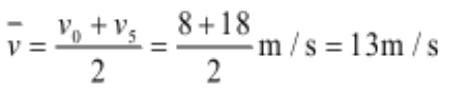 v̄ = (v₀ + v₅)/2 = (8+18)/2 m / s = 13m / s